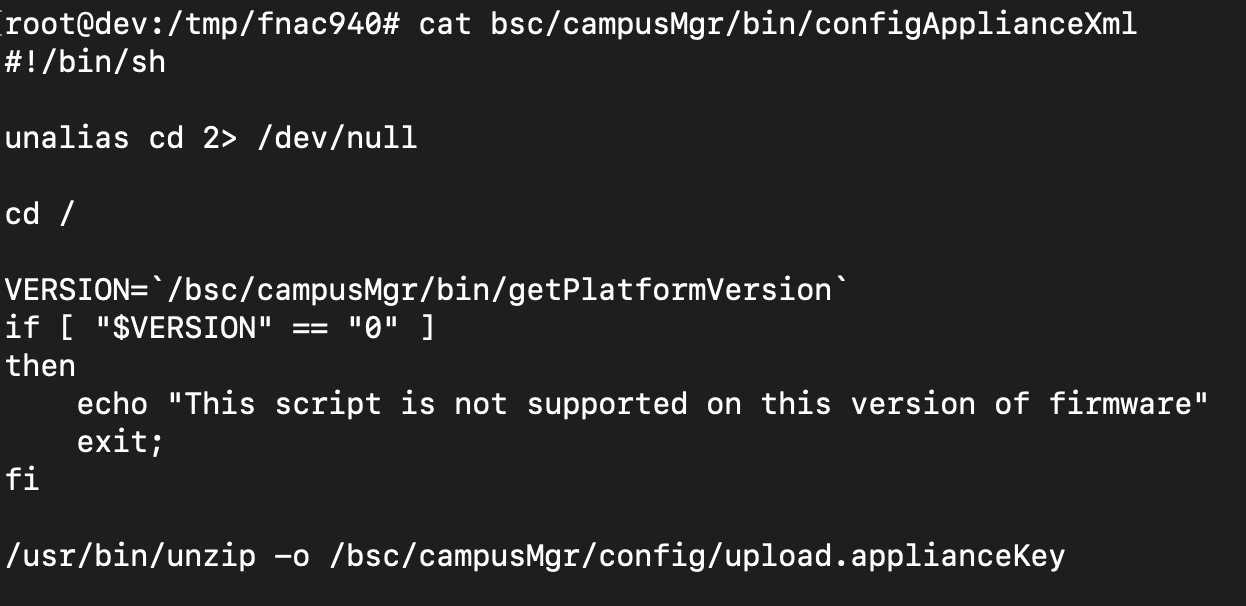 [root@dev:/tmp/fnac940# cat bsc/campusMgr/bin/configApplianceXml
#!/bin/sh

unalias cd 2> /dev/null

cd /

VERSION=`/bsc/campusMgr/bin/getPlatformVersion`
if [ "$VERSION" == "0" ]
then
    echo "This script is not supported on this version of firmware"
    exit;
fi

/usr/bin/unzip -o /bsc/campusMgr/config/upload.applianceKey